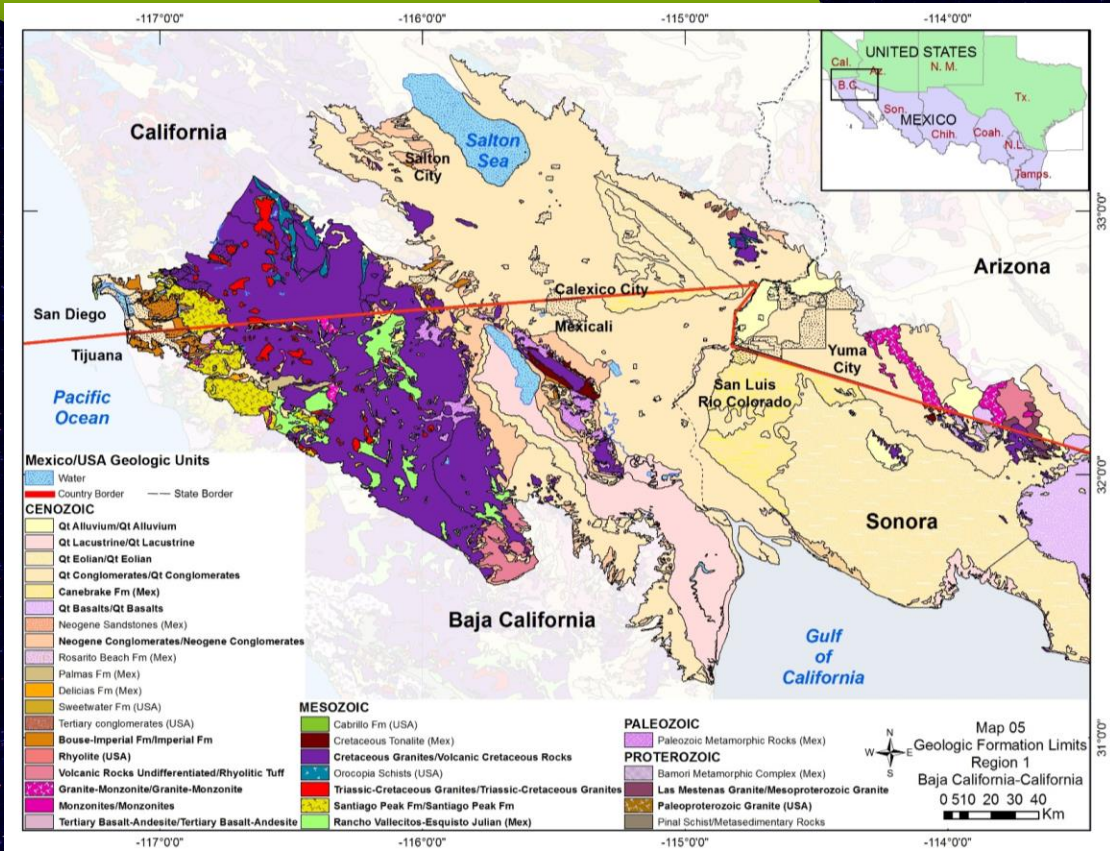 -117°0'
-116°0'
-115°0'
-114°0'
UNITED STATES
Cal.
Az.
N. M.
B.C.
Tx.
Son.
MEXICO
Chih.
Coah.
N.L.
Tamps.
California
Salton
Sea
Salton
City
33°0'
Arizona
Calexico City
San Diego
Mexicali
Tijuana
Yuma
City
San Luis
Rio Colorado
Pacific
Ocean
32°0'
Sonora
Baja California
Gulf
of
California
31°0'
Mexico/USA Geologic Units
Water
Country Border
State Border
CENOZOIC
Qt Alluvium/Qt Alluvium
Qt Lacustrine/Qt Lacustrine
Qt Eolian/Qt Eolian
Qt Conglomerates/Qt Conglomerates
Canebrake Fm (Mex)
Qt Basalts/Qt Basalts
Neogene Sandstones (Mex)
Neogene Conglomerates/Neogene Conglomerates
Rosarito Beach Fm (Mex)
Palmas Fm (Mex)
Delicias Fm (Mex)
Sweetwater Fm (USA)
Tertiary conglomerates (USA)
Bouse-Imperial Fm/Imperial Fm
Rhyolite (USA)
Volcanic Rocks Undifferentiated/Rhyolitic Tuff
Granite-Monzonite/Granite-Monzonite
Monzonites/Monzonites
Tertiary Basalt-Andesite/Tertiary Basalt-Andesite
MESOZOIC
Cabrillo Fm (USA)
Cretaceous Tonalite (Mex)
Cretaceous Granites/Volcanic Cretaceous Rocks
Orocopia Schists (USA)
Triassic-Cretaceous Granites/Triassic-Cretaceous Granites
Santiago Peak Fm/Santiago Peak Fm
Rancho Vallecitos-Esquisto Julian (Mex)
PALEOZOIC
Paleozoic Metamorphic Rocks (Mex)
PROTEROZOIC
Bamori Metamorphic Complex (Mex)
Las Mestenas Granite/Mesoproterozoic Granite
Paleoproterozoic Granite (USA)
Pinal Schist/Metasedimentary Rocks
N
W E
S
Map 05
Geologic Formation Limits
Region 1
Baja California-California
0 5 10 20 30 40
Km
-117°0'
-116°0'
-115°0'
-114°0'